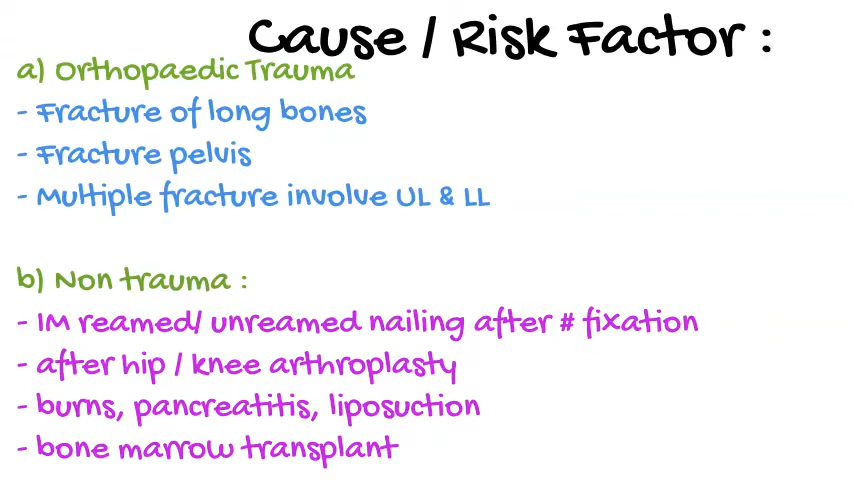 Cause / Risk Factor :
a) Orthopaedic Trauma
- Fracture of long bones
- Fracture pelvis
- Multiple fracture involve UL & LL
b) Non trauma :
- IM reamed/ unreamed nailing after # fixation
- after hip / knee arthroplasty
- burns, pancreatitis, liposuction
- bone marrow transplant